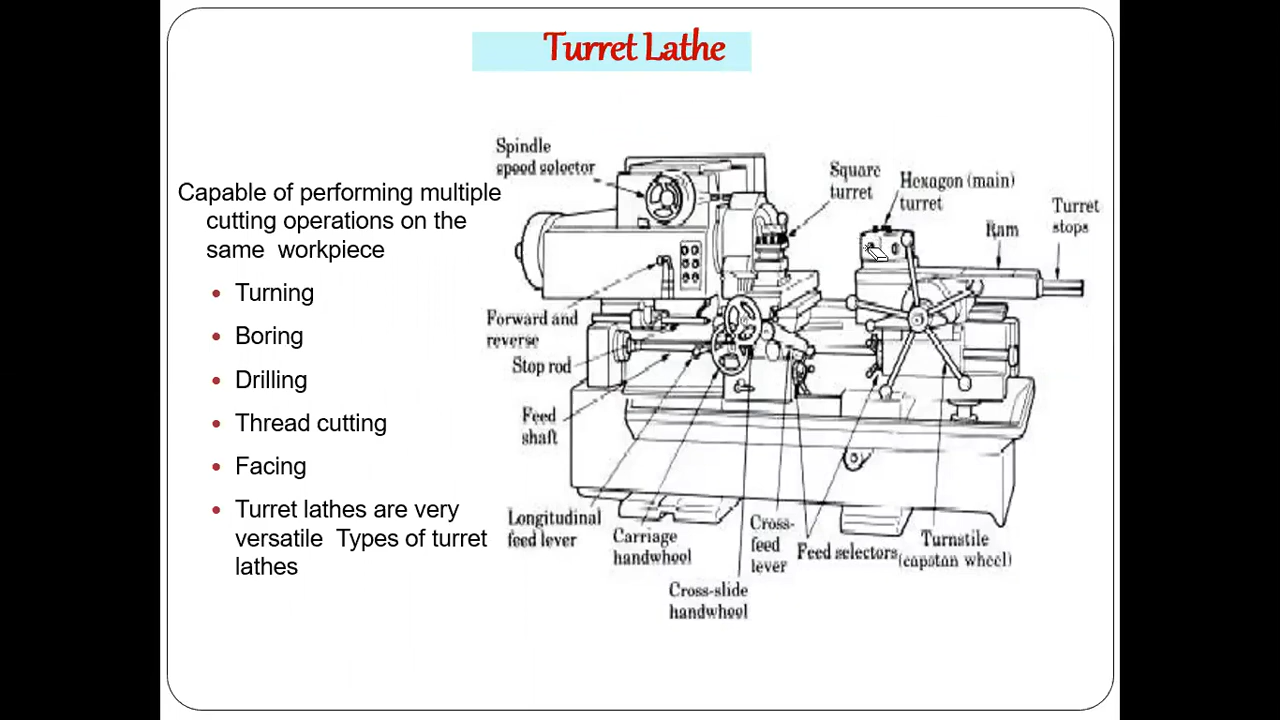 Turret Lathe
Capable of performing multiple
cutting operations on the
same workpiece
• Turning
• Boring
• Drilling
• Thread cutting
• Facing
• Turret lathes are very
versatile Types of turret
lathes
Spindle
speed selector
Square
turret
Hexagon (main)
turret
Ram
Turret
stops
Forward and
reverse
Stop rod
Feed
shaft
Longitudinal
feed lever
Carriage
handwheel
Cross-
feed
lever
Feed selectors
Turnstile
(capstan wheel)
Cross-slide
handwheel